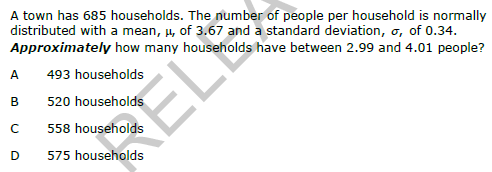 A town has 685 households. The number of people per household is normally
distributed with a mean, μ, of 3.67 and a standard deviation, σ, of 0.34.
Approximately how many households have between 2.99 and 4.01 people?
A 493 households
B 520 households
C 558 households
D 575 households